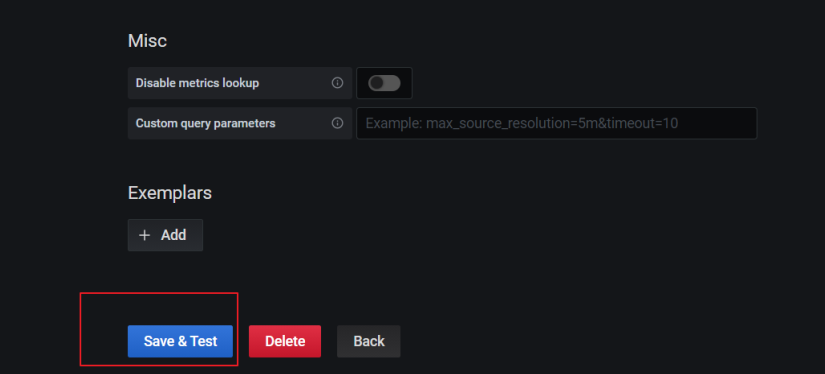 Misc
Disable metrics lookup
Custom query parameters Example: max_source_resolution=5m&timeout=10
Exemplars
+ Add
Save & Test Delete Back